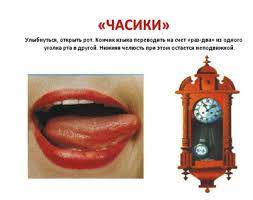 «ЧАСИКИ»
Улыбнуться, открыть рот. Кончик языка переводить на счет «раз-два» из одного
уголка рта в другой. Нижняя челюсть при этом остается неподвижной.